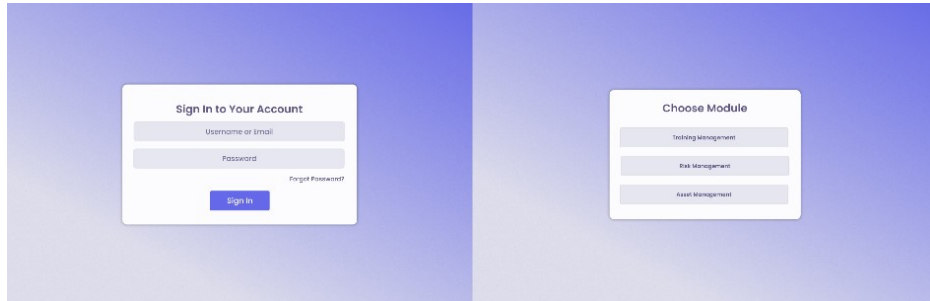 Sign In to Your Account
Username or Email
Password
Forgot Password?
Sign In
Choose Module
Training Management
Risk Management
Asset Management